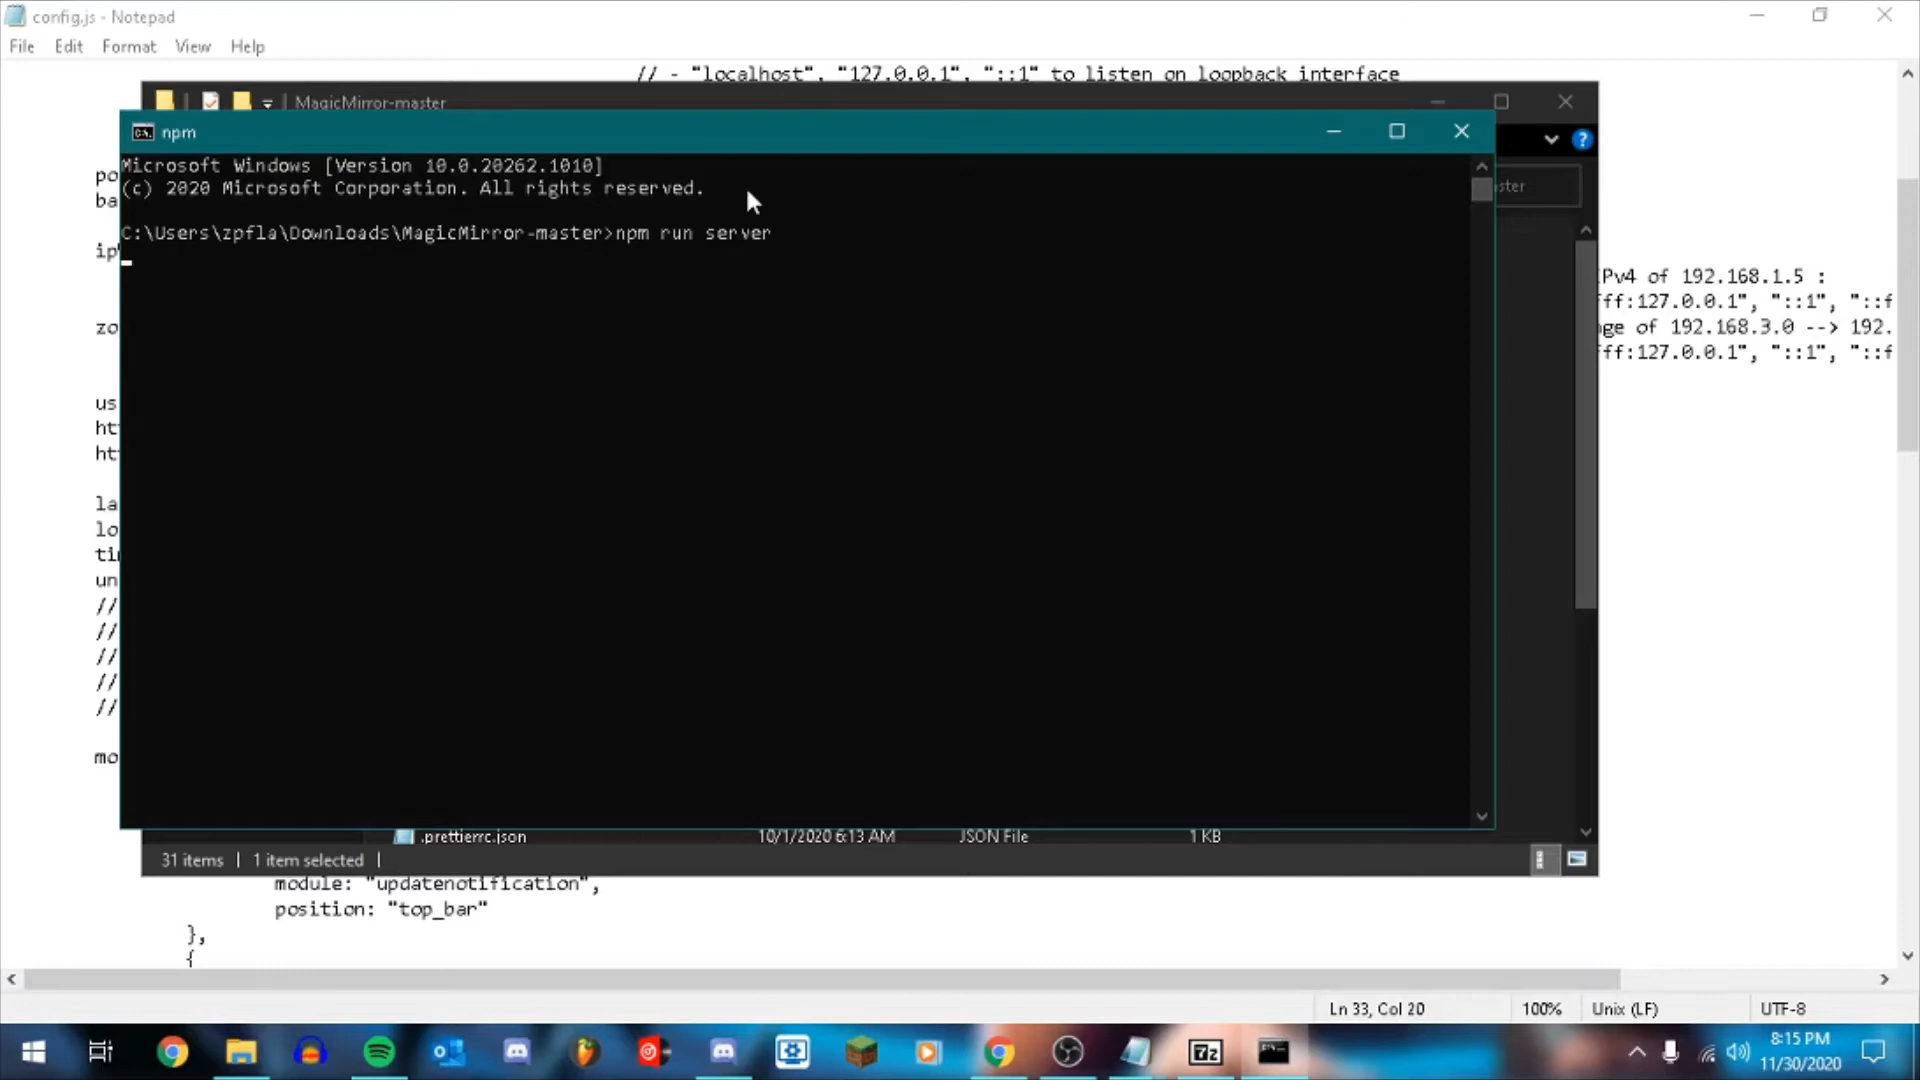 config.js - Notepad
File Edit Format View Help
// - "localhost", "127.0.0.1", "::1" to listen on loopback interface
MagicMirror-master
npm
Microsoft Windows [Version 10.0.20262.1010]
(c) 2020 Microsoft Corporation. All rights reserved.
C:\Users\zpfla\Downloads\MagicMirror-master>npm run server
po
ba
ip
zo
us
ht
ht
la
lo
ti
un
//
//
//
//
//
mo
ster
IPv4 of 192.168.1.5 :
fff:127.0.0.1", "::1", "::f
nge of 192.168.3.0 --> 192.
fff:127.0.0.1", "::1", "::f
.prettierrc.json 10/1/2020 6:13 AM JSON File 1 KB
31 items 1 item selected
module: "updatenotification",
position: "top_bar"
},
{
Ln 33, Col 20 100% Unix (LF) UTF-8
8:15 PM
11/30/2020